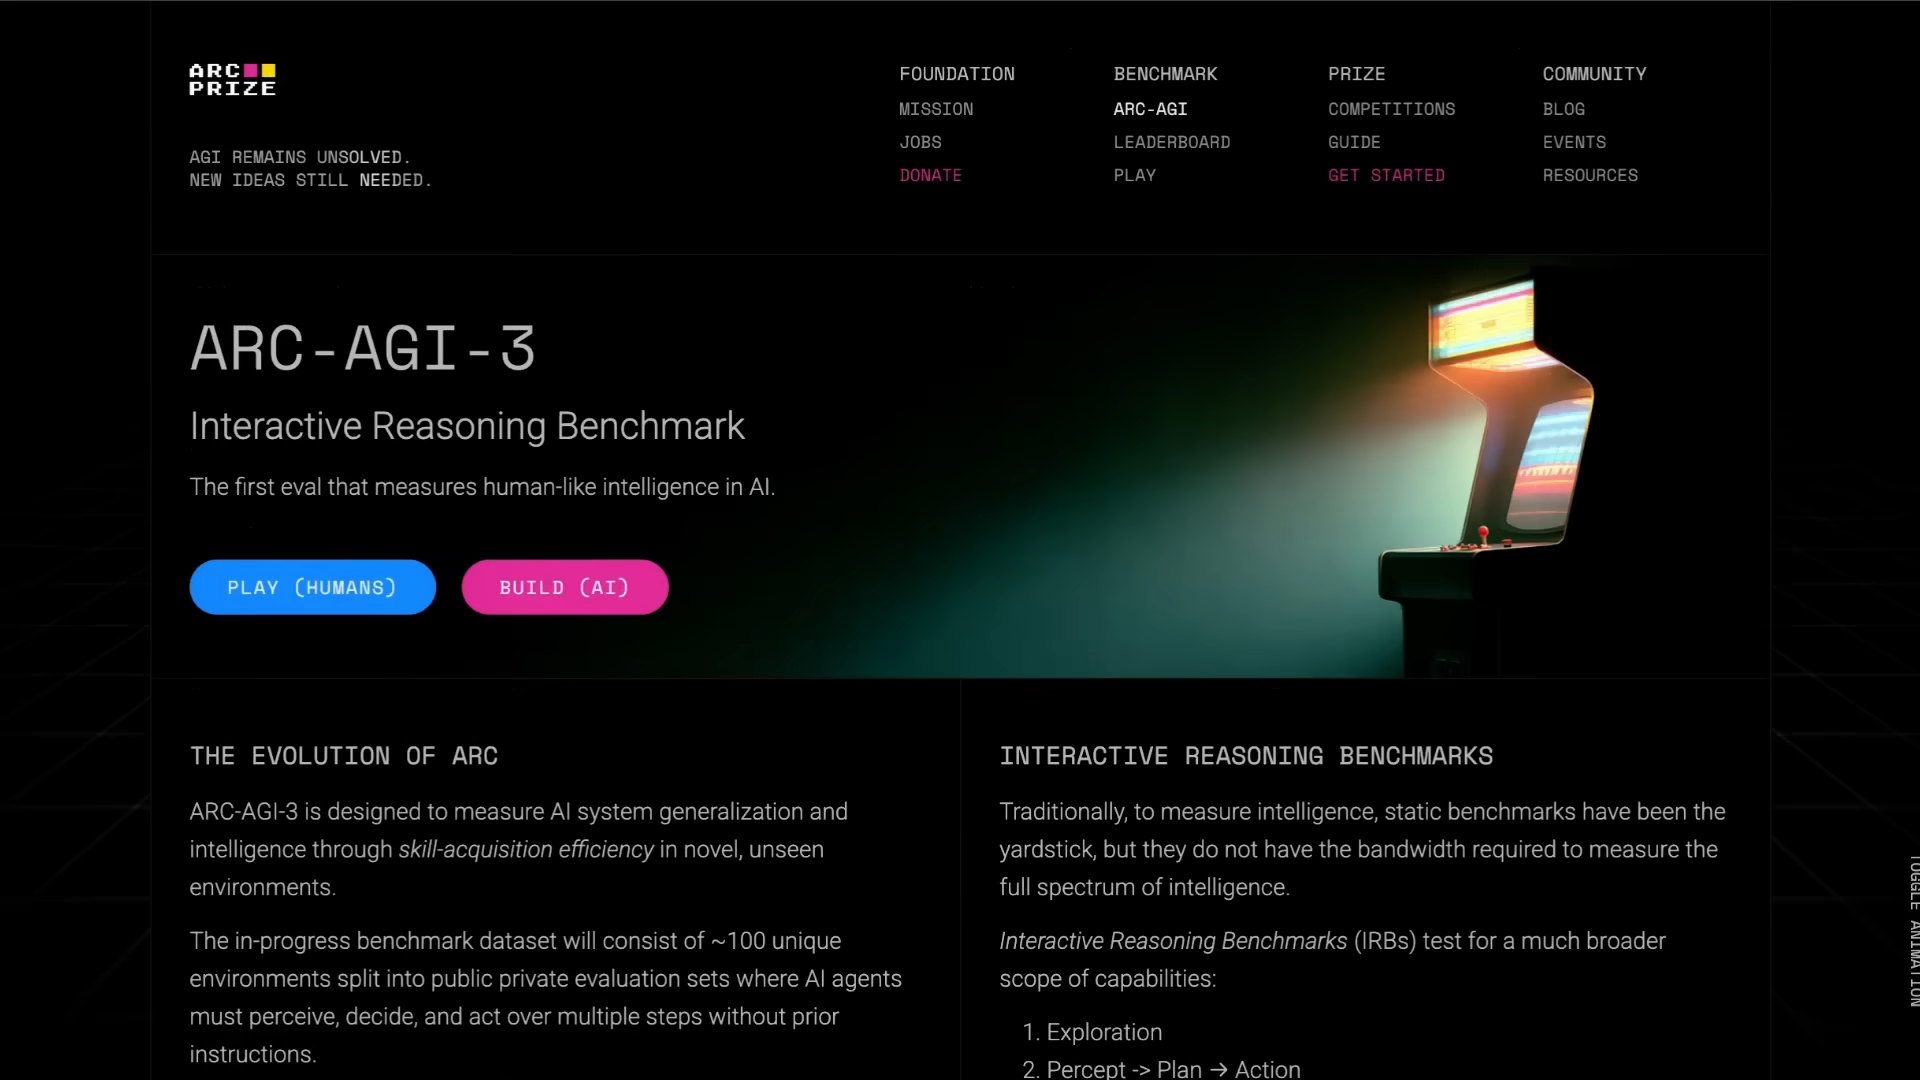 ARC
PRIZE
AGI REMAINS UNSOLVED.
NEW IDEAS STILL NEEDED.
FOUNDATION
MISSION
JOBS
DONATE
BENCHMARK
ARC-AGI
LEADERBOARD
PLAY
PRIZE
COMPETITIONS
GUIDE
GET STARTED
COMMUNITY
BLOG
EVENTS
RESOURCES
ARC-AGI-3
Interactive Reasoning Benchmark
The first eval that measures human-like intelligence in AI.
PLAY (HUMANS)
BUILD (AI)
THE EVOLUTION OF ARC
ARC-AGI-3 is designed to measure AI system generalization and
intelligence through skill-acquisition efficiency in novel, unseen
environments.
The in-progress benchmark dataset will consist of ~100 unique
environments split into public private evaluation sets where AI agents
must perceive, decide, and act over multiple steps without prior
instructions.
INTERACTIVE REASONING BENCHMARKS
Traditionally, to measure intelligence, static benchmarks have been the
yardstick, but they do not have the bandwidth required to measure the
full spectrum of intelligence.
Interactive Reasoning Benchmarks (IRBs) test for a much broader
scope of capabilities:
1. Exploration
2. Percept -> Plan → Action
TOGGLE ANIMATION